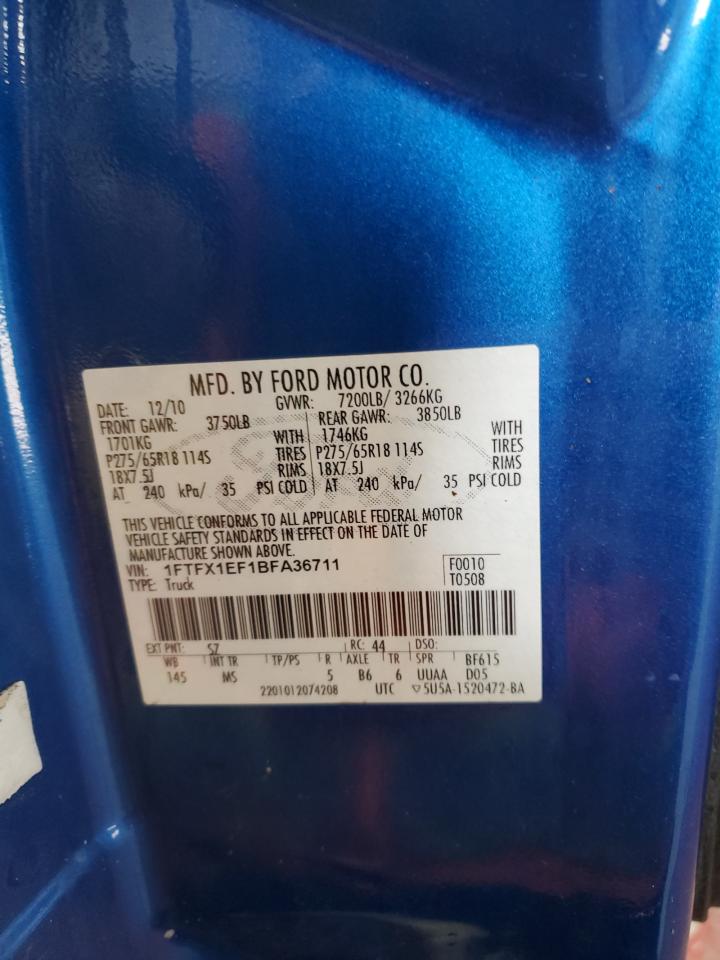 MFD. BY FORD MOTOR CO.
DATE: 12/10 GVWR: 7200LB/ 3266KG
FRONT GAWR: 3750LB REAR GAWR: 3850LB
1701KG WITH 1746KG WITH
P275/65R18 114S TIRES P275/65R18 114S TIRES
18X7.5J RIMS 18X7.5J RIMS
AT 240 kPa/ 35 PSI COLD AT 240 kPa/ 35 PSI COLD
THIS VEHICLE CONFORMS TO ALL APPLICABLE FEDERAL MOTOR
VEHICLE SAFETY STANDARDS IN EFFECT ON THE DATE OF
MANUFACTURE SHOWN ABOVE.
VIN: 1FTFX1EF1BFA36711 F0010
TYPE: Truck T0508
EXT PNT: SZ RC: 44 DSO:
WB INT TR TP/PS R AXLE TR SPR BF615
145 MS 5 B6 6 UUAA D05
2201012074208 UTC ▽5U5A-1520472-BA